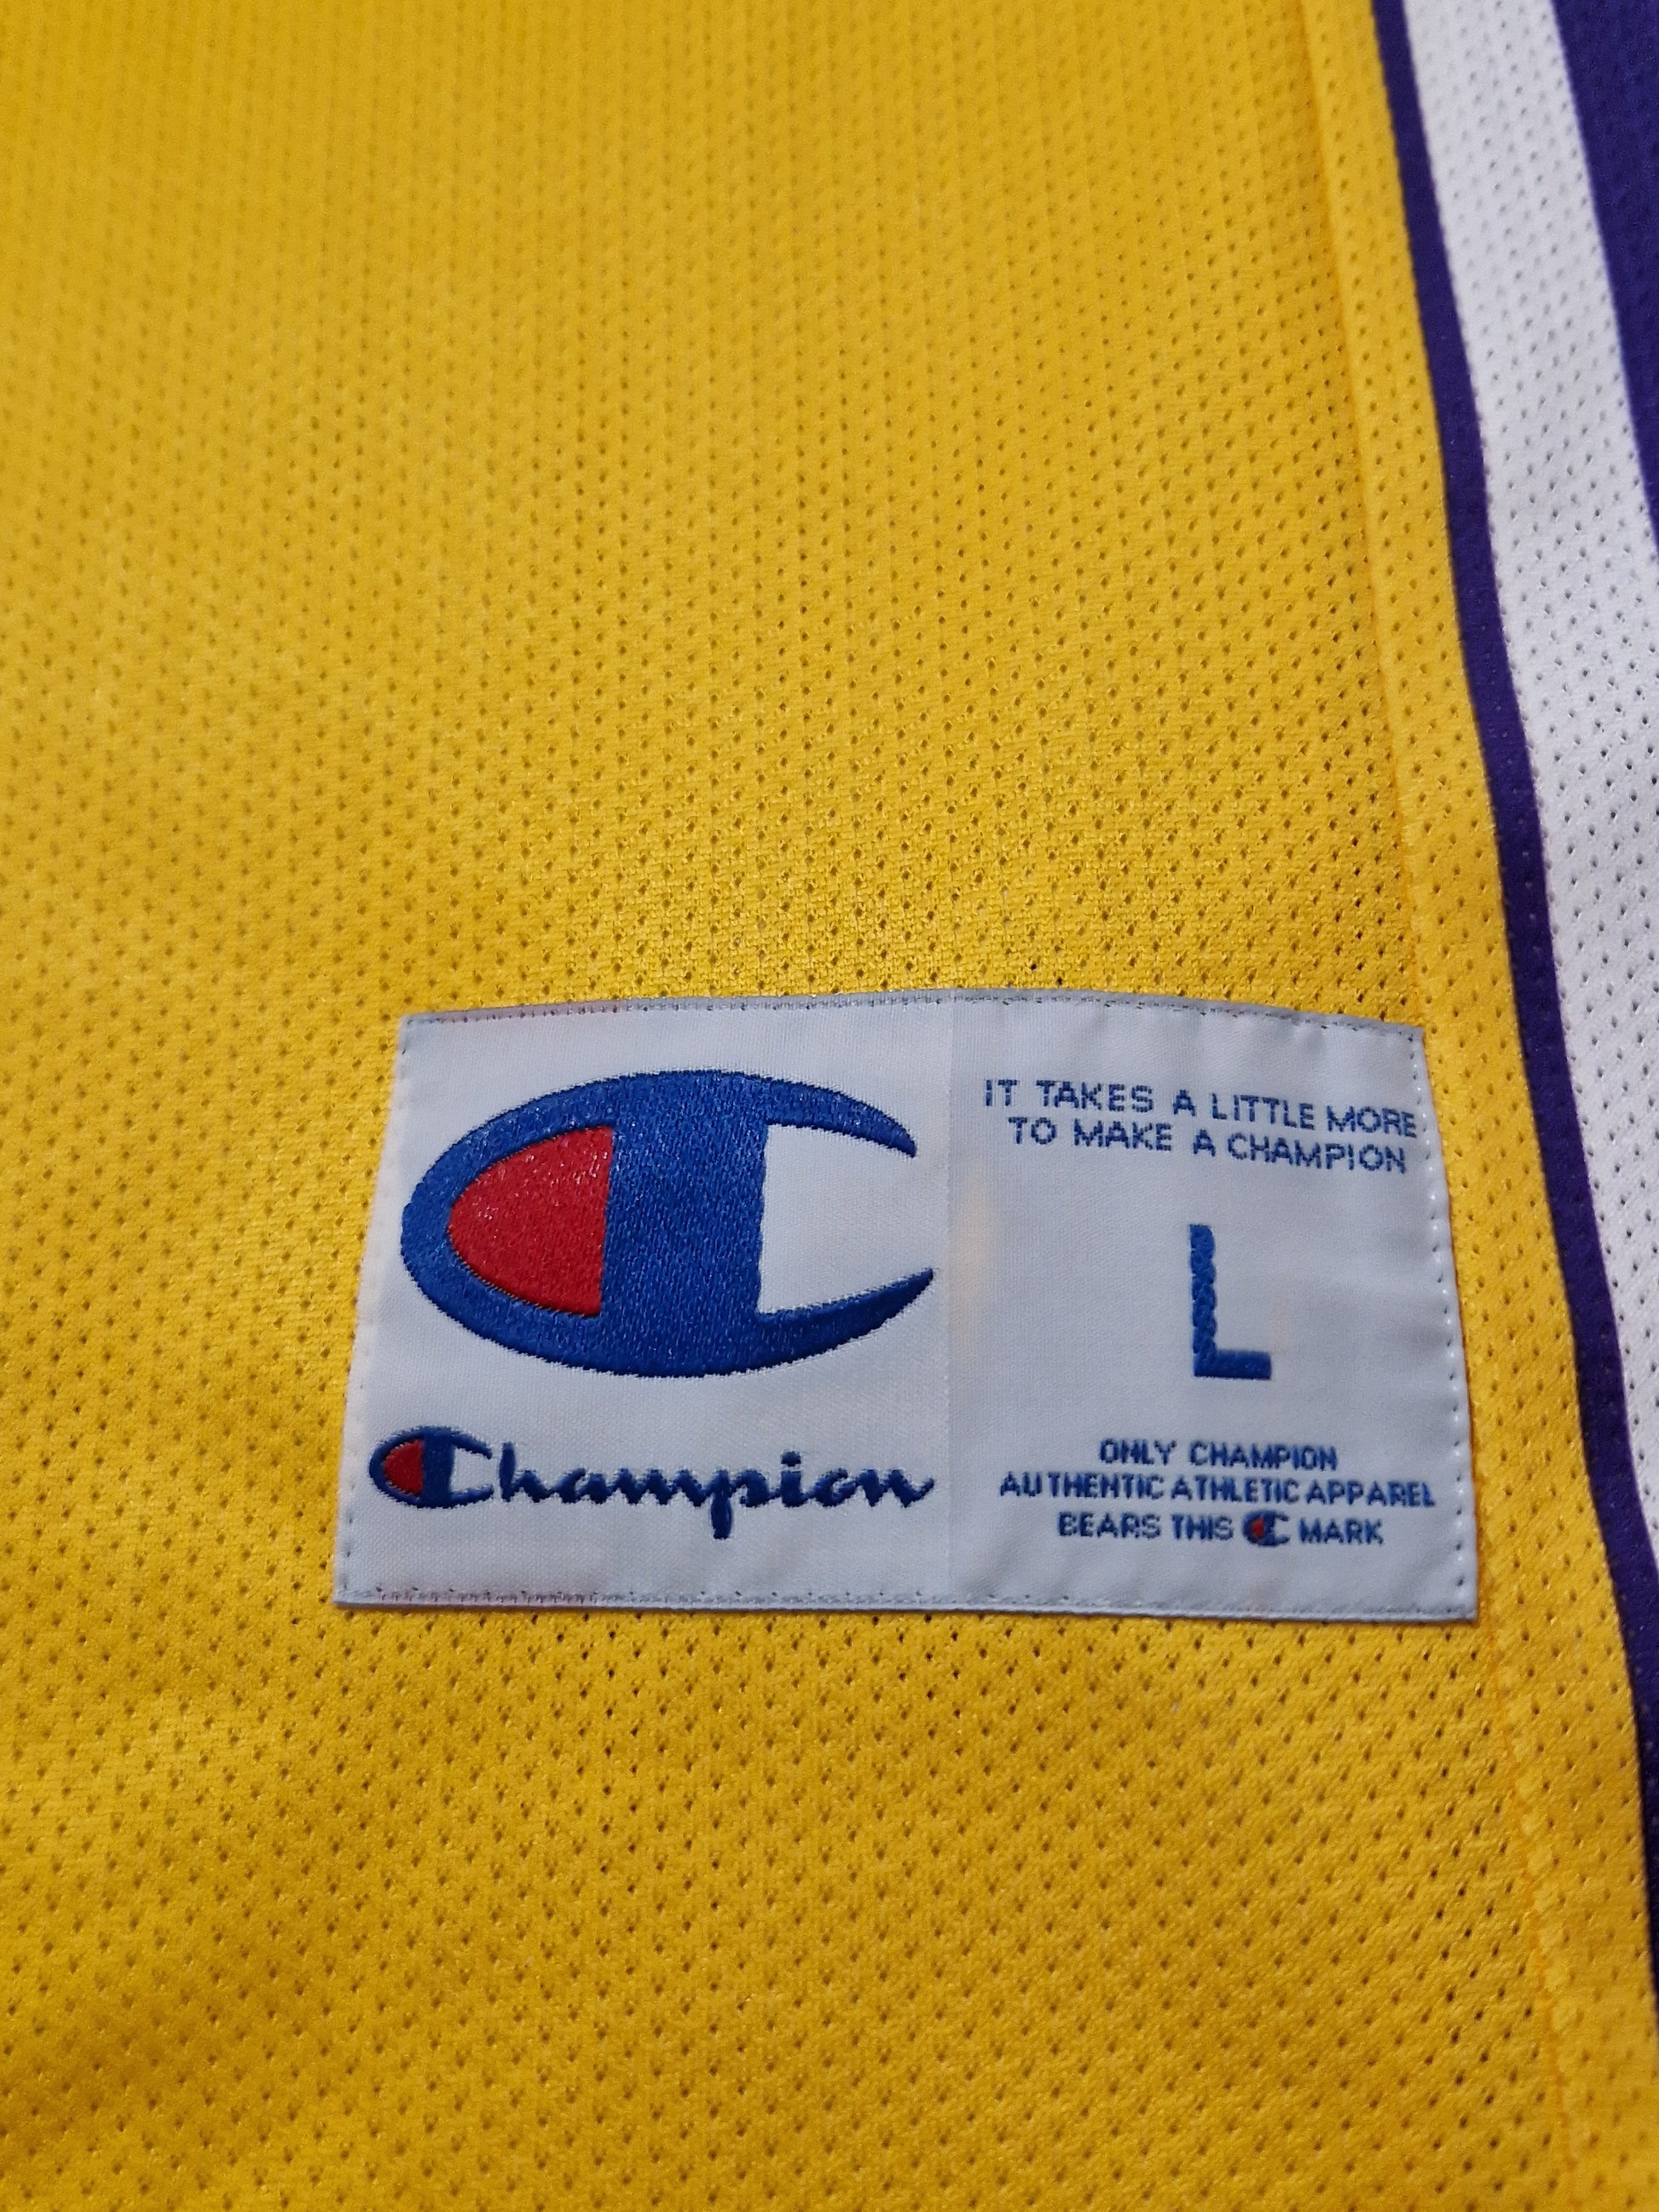 Champion
IT TAKES A LITTLE MORE
TO MAKE A CHAMPION
L
ONLY CHAMPION
AUTHENTIC ATHLETIC APPAREL
BEARS THIS C MARK